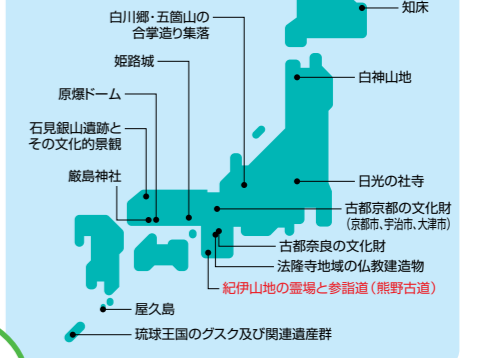 知床
白川郷・五箇山の
合掌造り集落
姫路城
白神山地
原爆ドーム
石見銀山遺跡と
その文化的景観
厳島神社
日光の社寺
古都京都の文化財
(京都市、宇治市、大津市)
古都奈良の文化財
法隆寺地域の仏教建造物
紀伊山地の霊場と参詣道(熊野古道)
屋久島
琉球王国のグスク及び関連遺産群